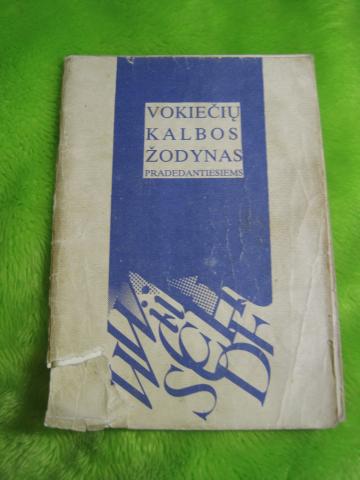 VOKIEČIŲ
KALBOS
ŽODYNAS
PRADEDANTIESIEMS